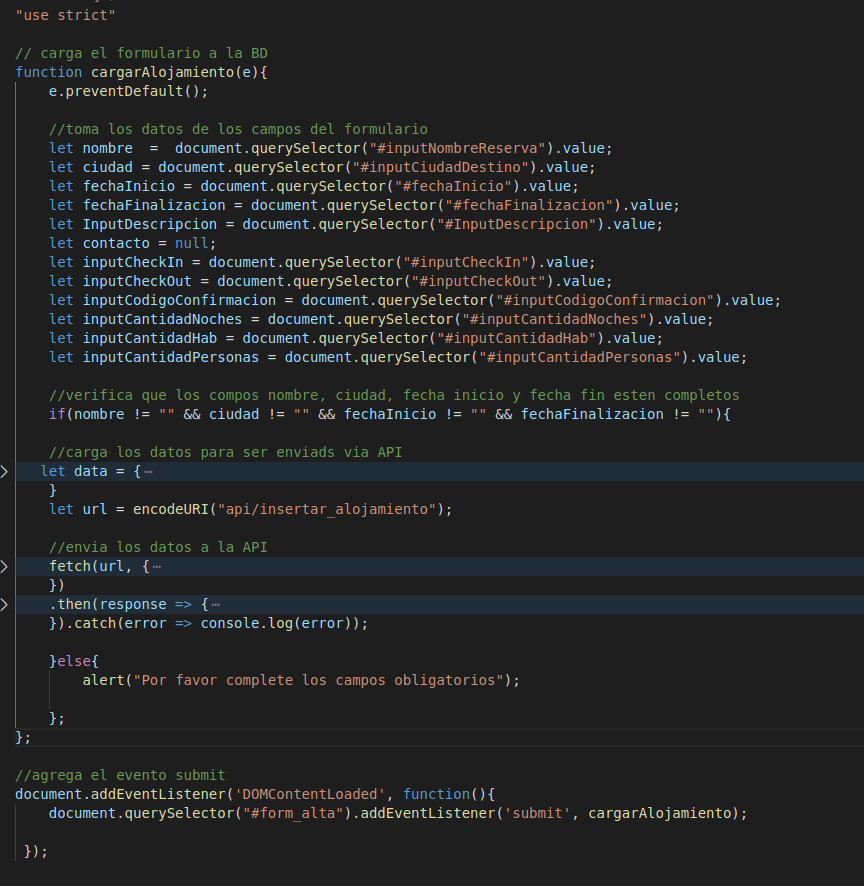 "use strict"
// carga el formulario a la BD
function cargarAlojamiento(e){
e.preventDefault();
//toma los datos de los campos del formulario
let nombre  =  document.querySelector("#inputNombreReserva").value;
let ciudad = document.querySelector("#inputCiudadDestino").value;
let fechaInicio = document.querySelector("#fechaInicio").value;
let fechaFinalizacion = document.querySelector("#fechaFinalizacion").value;
let InputDescripcion = document.querySelector("#InputDescripcion").value;
let contacto = null;
let inputCheckIn = document.querySelector("#inputCheckIn").value;
let inputCheckOut = document.querySelector("#inputCheckOut").value;
let inputCodigoConfirmacion = document.querySelector("#inputCodigoConfirmacion").value;
let inputCantidadNoches = document.querySelector("#inputCantidadNoches").value;
let inputCantidadHab = document.querySelector("#inputCantidadHab").value;
let inputCantidadPersonas = document.querySelector("#inputCantidadPersonas").value;
//verifica que los compos nombre, ciudad, fecha inicio y fecha fin esten completos
if(nombre != "" && ciudad != "" && fechaInicio != "" && fechaFinalizacion != ""){
//carga los datos para ser enviads via API
let data = {⋯
}
let url = encodeURI("api/insertar_alojamiento");
//envia los datos a la API
fetch(url, {⋯
})
.then(response => {⋯
}).catch(error => console.log(error));
}else{
alert("Por favor complete los campos obligatorios");
};
};
//agrega el evento submit
document.addEventListener('DOMContentLoaded', function(){
document.querySelector("#form_alta").addEventListener('submit', cargarAlojamiento);
});